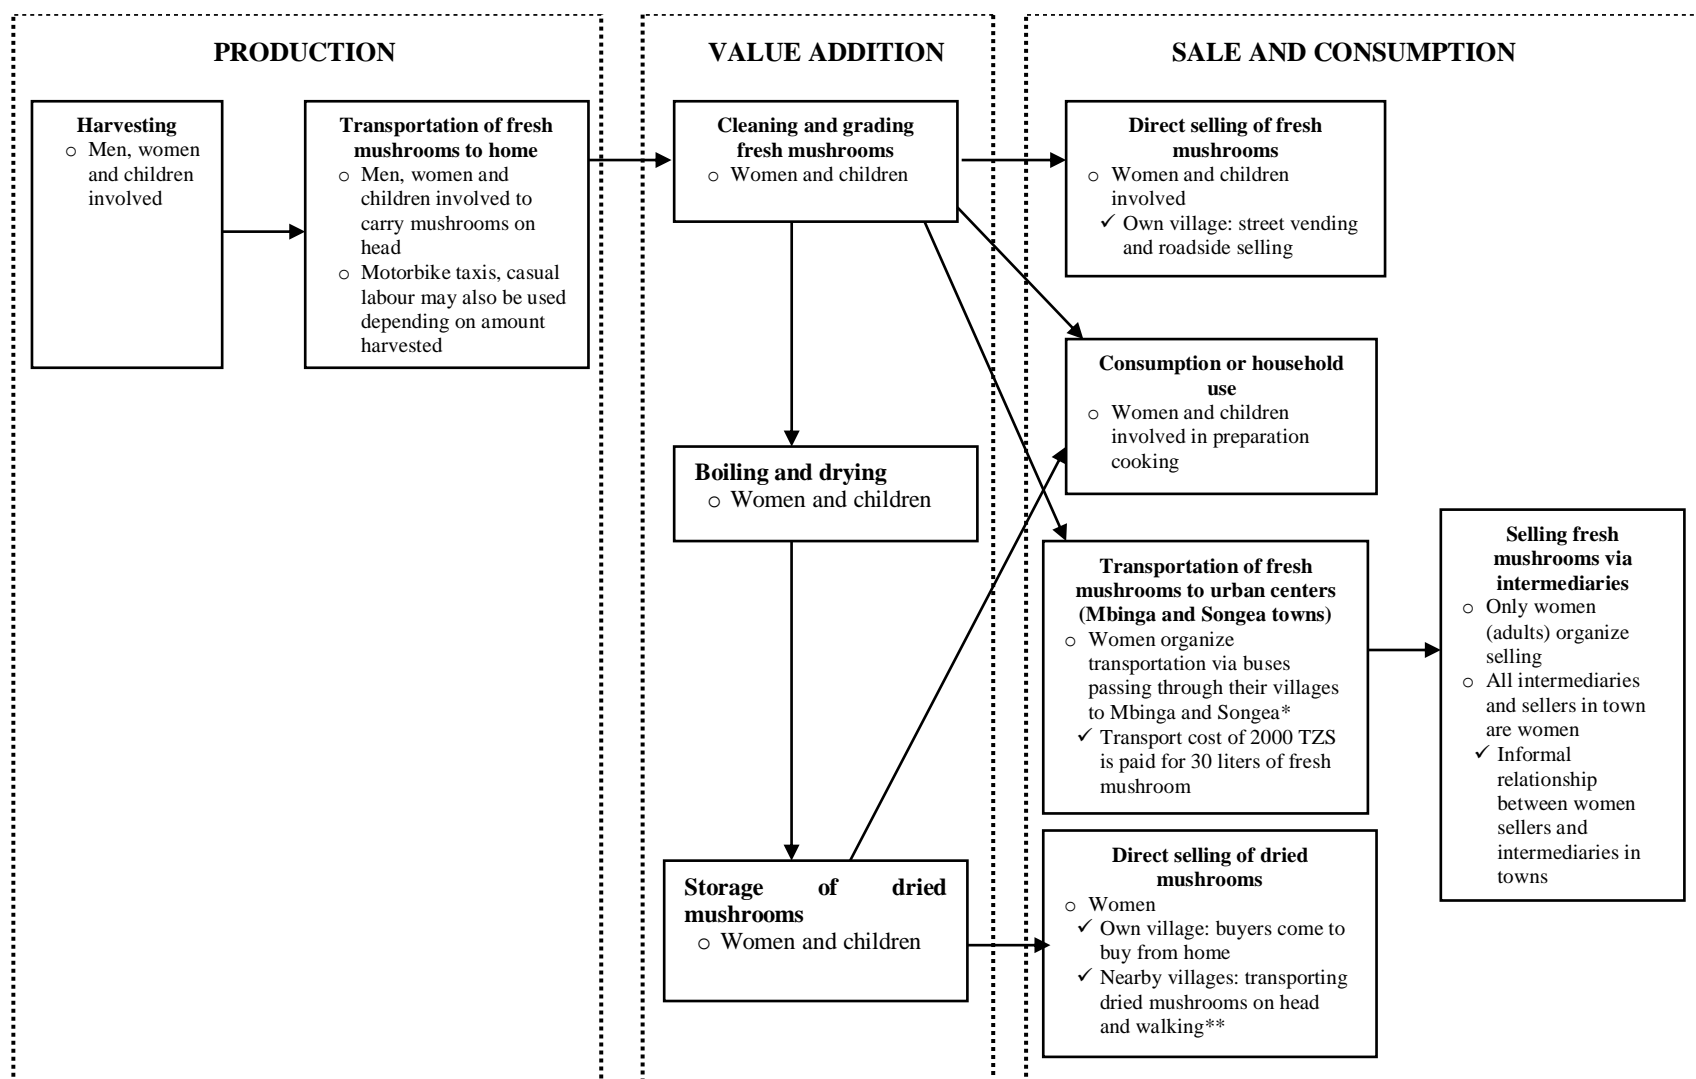 PRODUCTION
Harvesting
o Men, women
and children
involved
Transportation of fresh
mushrooms to home
o Men, women and
children involved to
carry mushrooms on
head
o Motorbike taxis, casual
labour may also be used
depending on amount
harvested
VALUE ADDITION
Cleaning and grading
fresh mushrooms
o Women and children
Boiling and drying
o Women and children
Storage of dried
mushrooms
o Women and children
SALE AND CONSUMPTION
Direct selling of fresh
mushrooms
o Women and children
involved
✓ Own village: street vending
and roadside selling
Consumption or household
use
o Women and children
involved in preparation
cooking
Transportation of fresh
mushrooms to urban centers
(Mbinga and Songea towns)
o Women organize
transportation via buses
passing through their villages
to Mbinga and Songea*
✓ Transport cost of 2000 TZS
is paid for 30 liters of fresh
mushroom
Selling fresh
mushrooms via
intermediaries
o Only women
(adults) organize
selling
o All intermediaries
and sellers in town
are women
✓ Informal
relationship
between women
sellers and
intermediaries in
towns
Direct selling of dried
mushrooms
o Women
✓ Own village: buyers come to
buy from home
✓ Nearby villages: transporting
dried mushrooms on head
and walking**